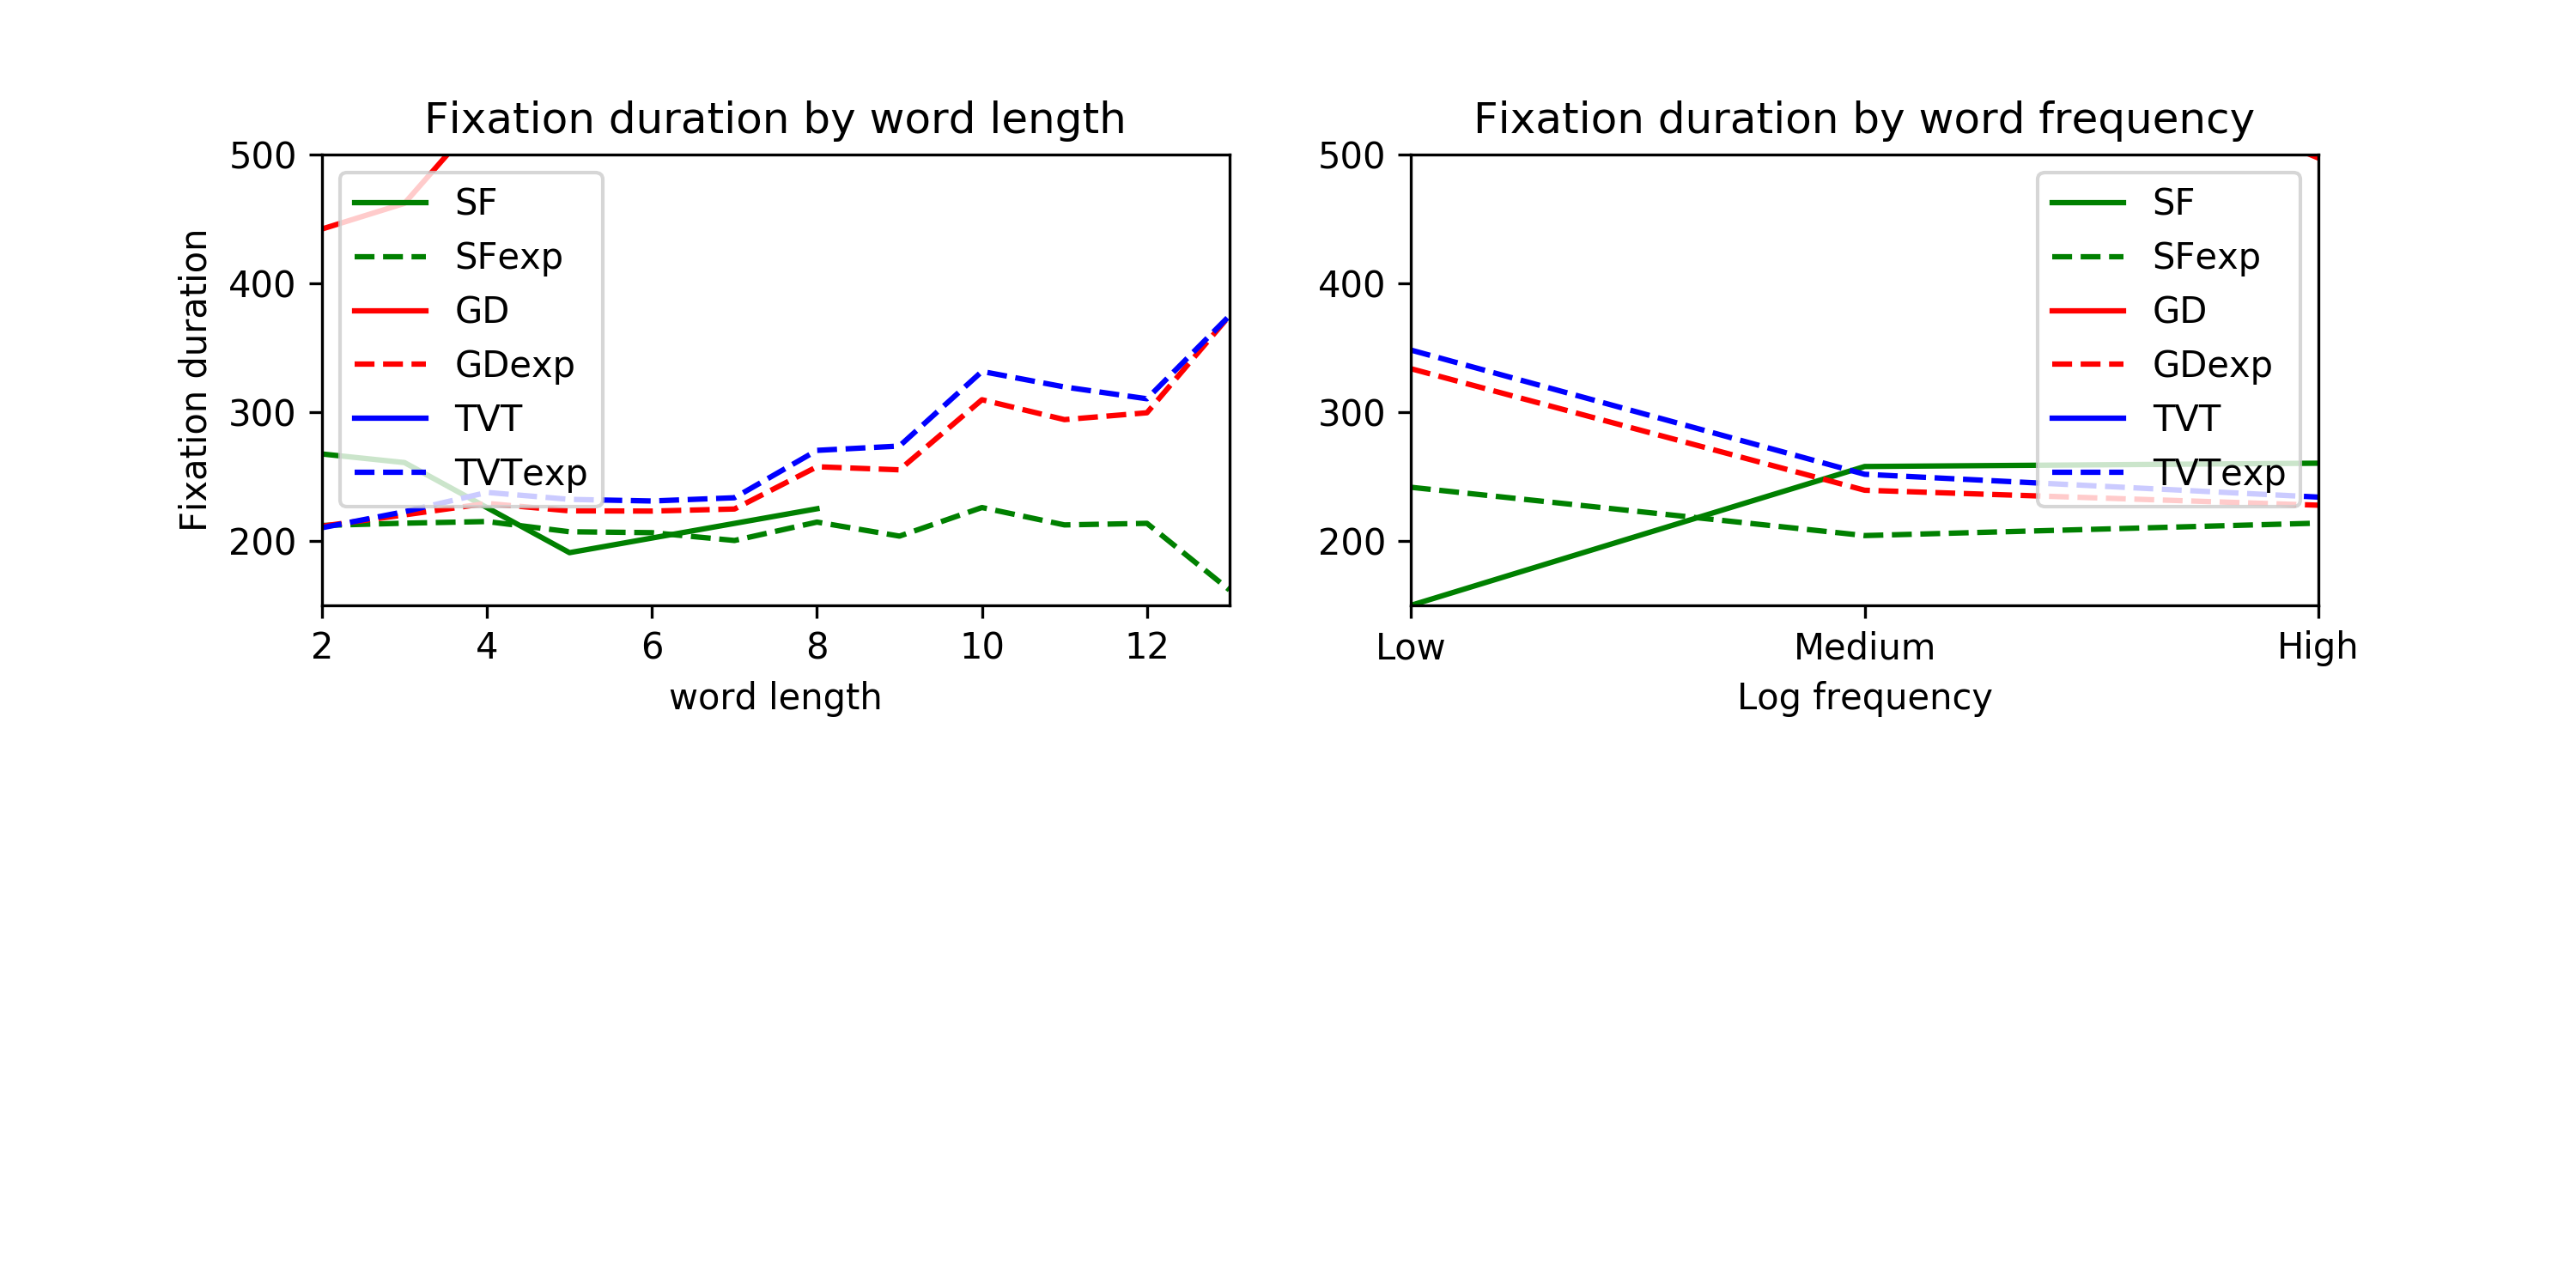 Fixation duration by word length
500
400
300
200
Fixation duration
SF
SFexp
GD
GDexp
TVT
TVTexp
2 4 6 8 10 12
word length
Fixation duration by word frequency
500
400
300
200
SF
SFexp
GD
GDexp
TVT
TVTexp
Low Medium High
Log frequency